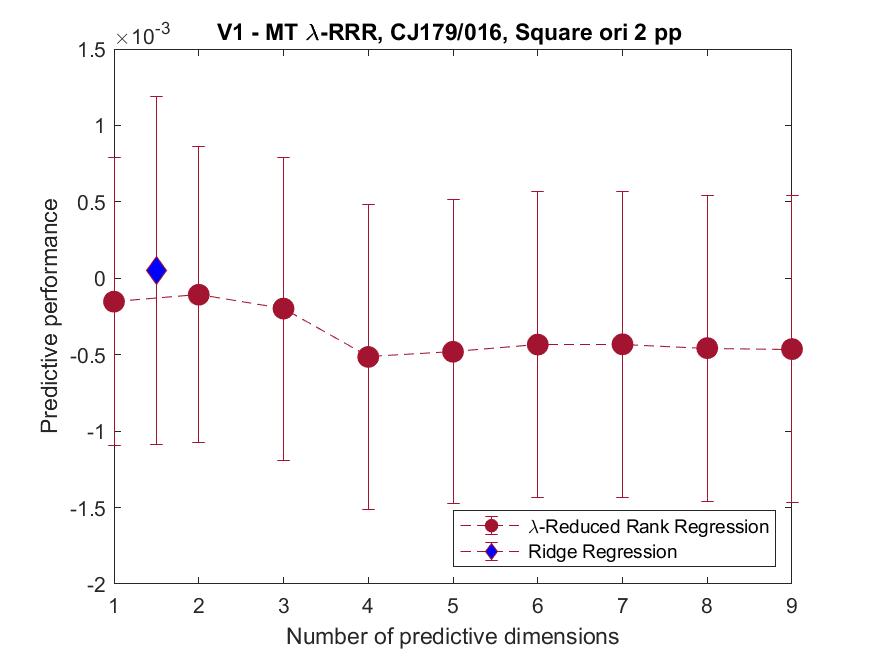 V1 - MT λ-RRR, CJ179/016, Square ori 2 pp
×10-3
1.5
1
0.5
0
-0.5
-1
-1.5
-2
Predictive performance
λ-Reduced Rank Regression
Ridge Regression
1 2 3 4 5 6 7 8 9
Number of predictive dimensions